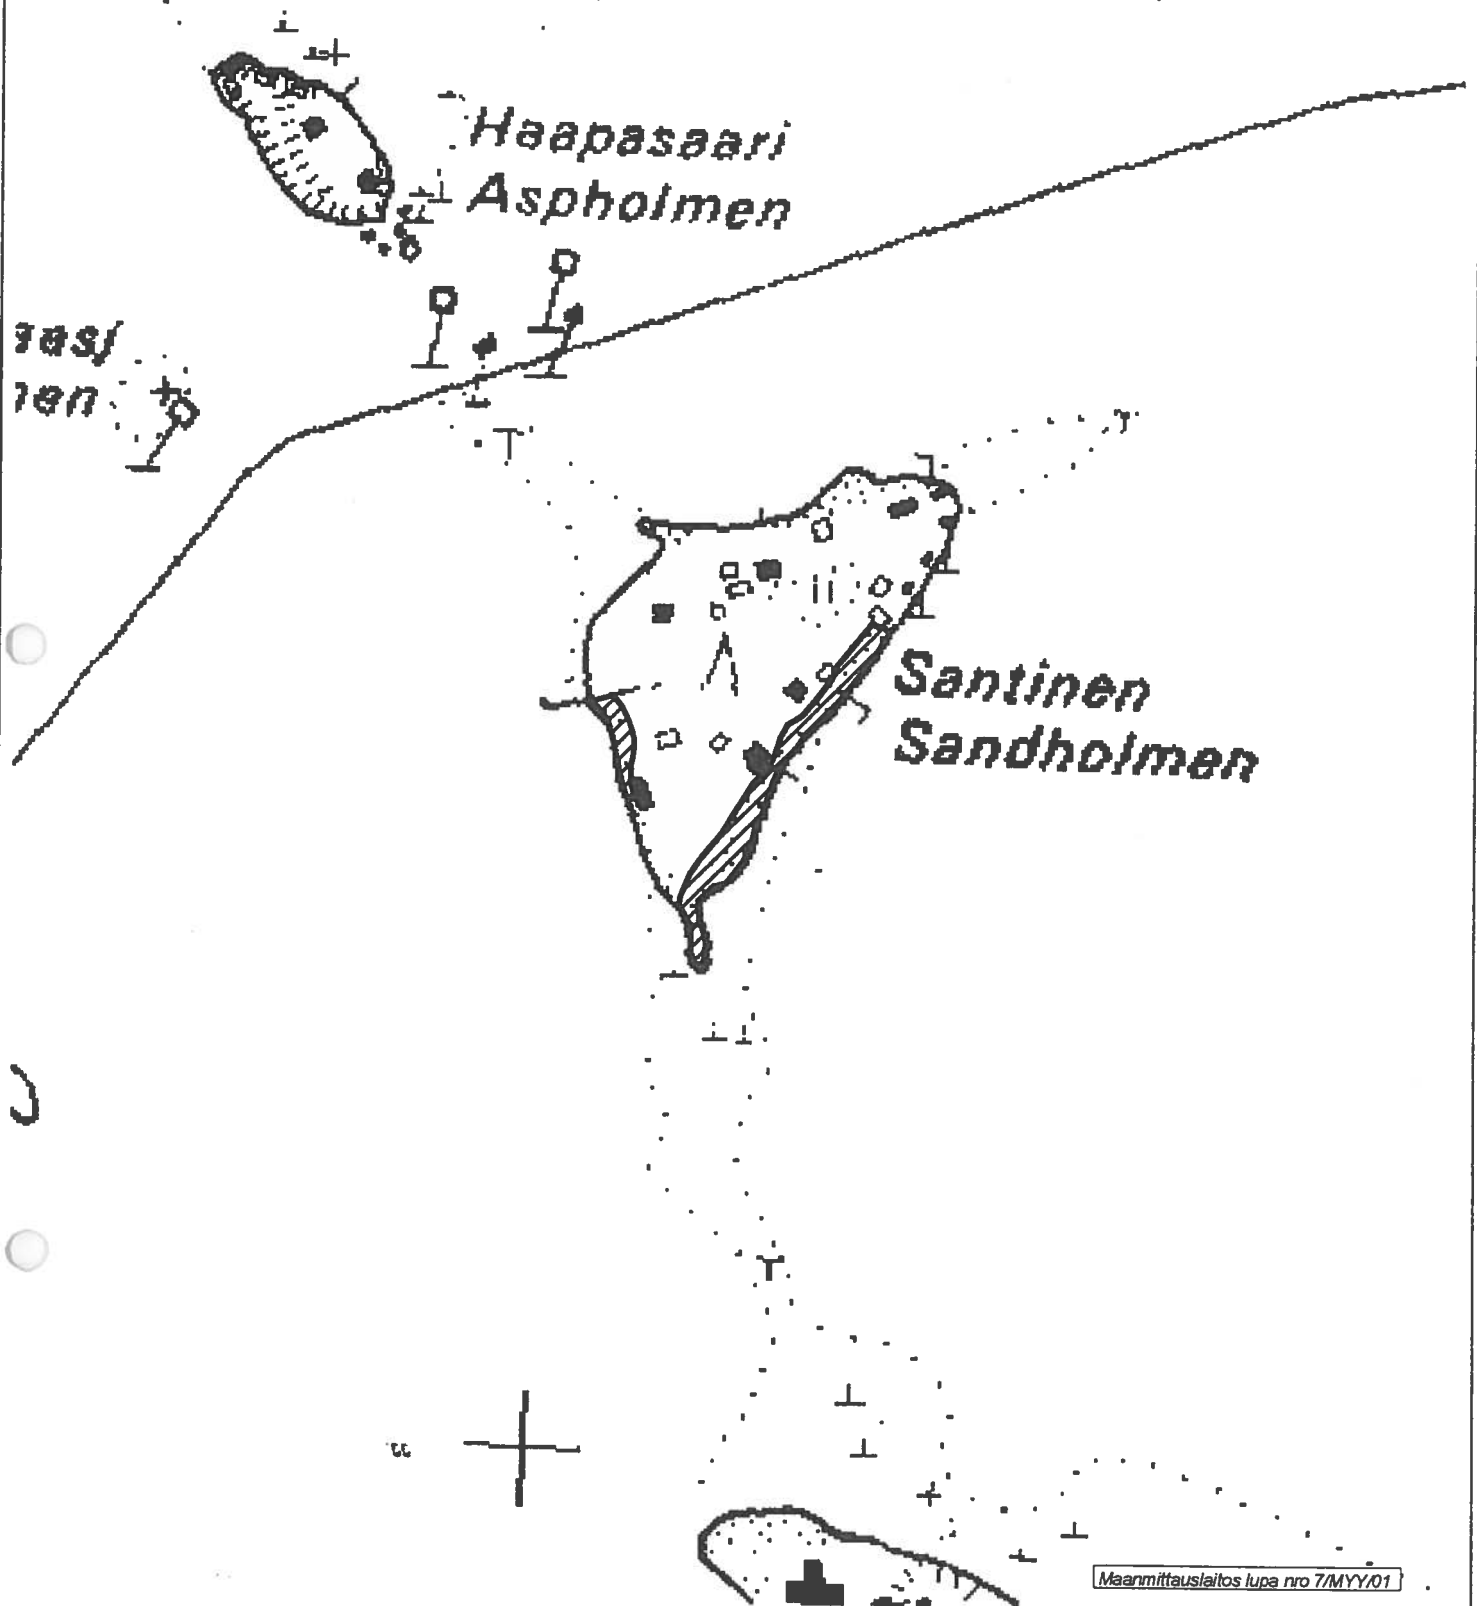 Haapasaari
Aspholmen
Santinen
Sandholmen
Maanmittauslaitos lupa nro 7/MYY/01